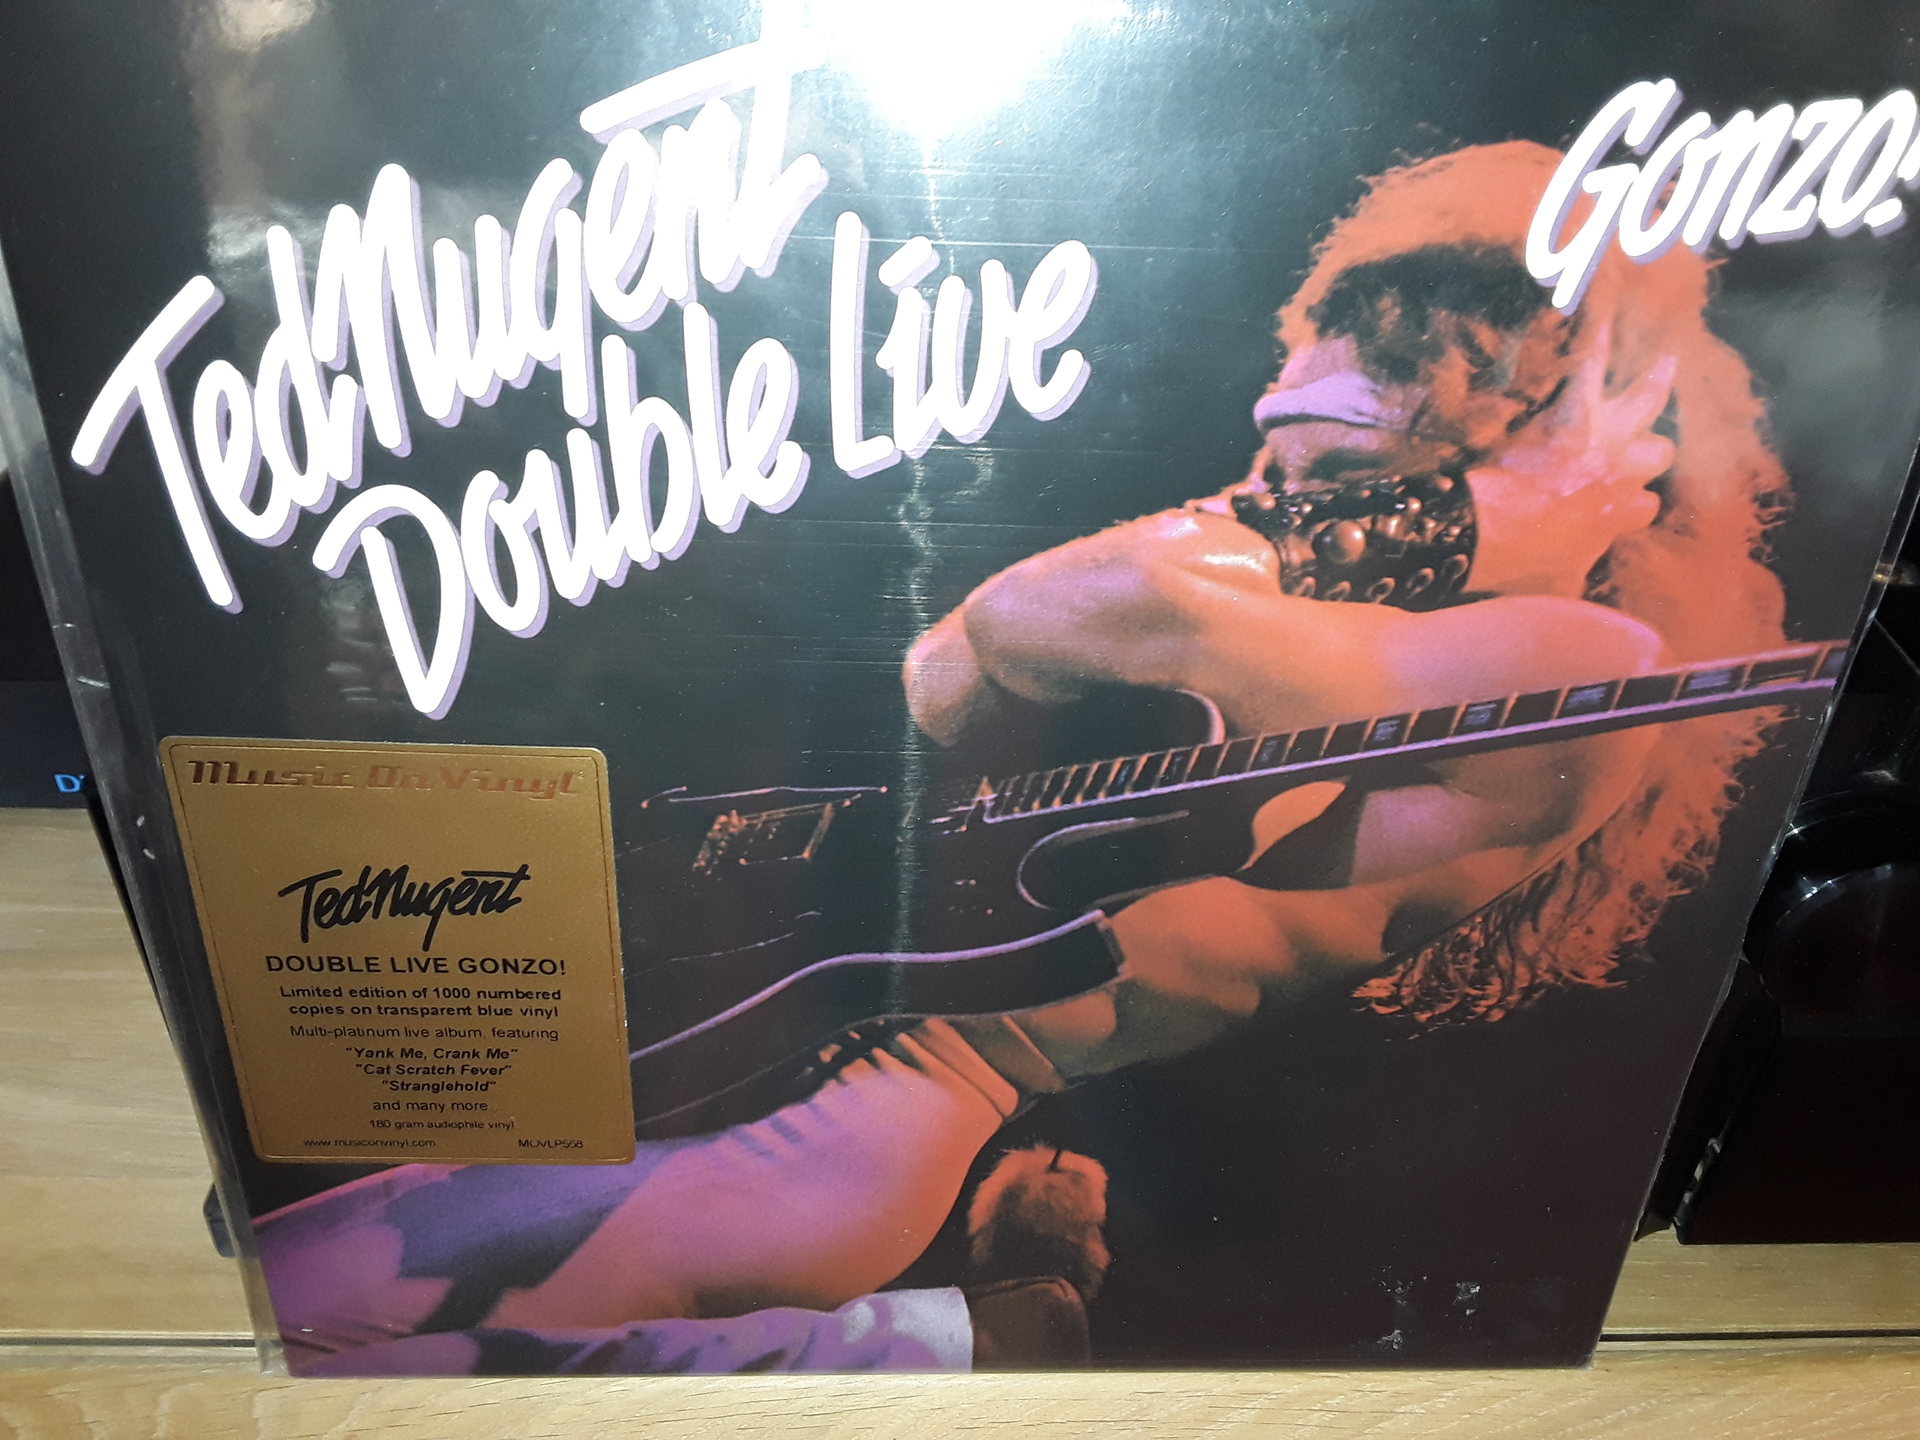 Ted Nugent
Double Live
Gonzo!
Music On Vinyl
Ted Nugent
DOUBLE LIVE GONZO!
Limited edition of 1000 numbered
copies on transparent blue vinyl
Multi-platinum live album, featuring
"Yank Me, Crank Me"
"Cat Scratch Fever"
"Stranglehold"
and many more
180 gram audiophile vinyl
www.musiconvinyl.com MOVLP558